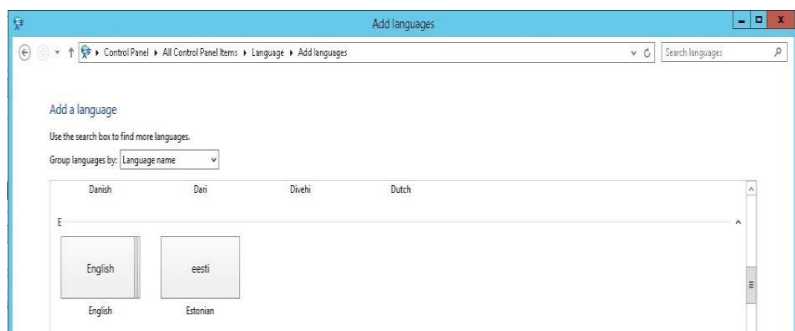 Add languages
Control Panel ▸ All Control Panel Items ▸ Language ▸ Add languages
Search languages
Add a language
Use the search box to find more languages.
Group languages by: Language name
Danish Dari Divehi Dutch
E
English eesti
English Estonian